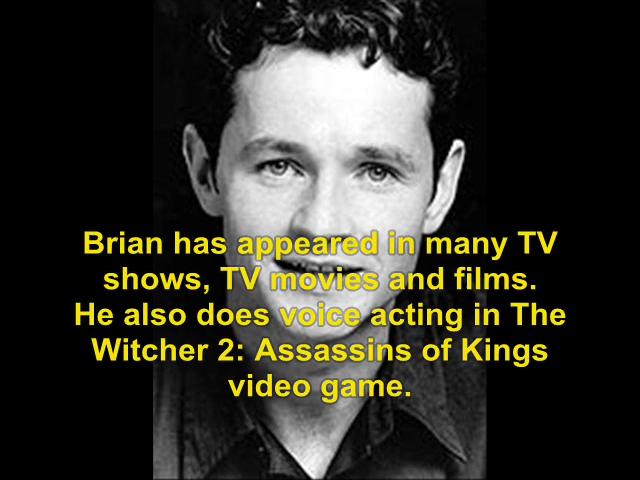 Brian has appeared in many TV
shows, TV movies and films.
He also does voice acting in The
Witcher 2: Assassins of Kings
video game.